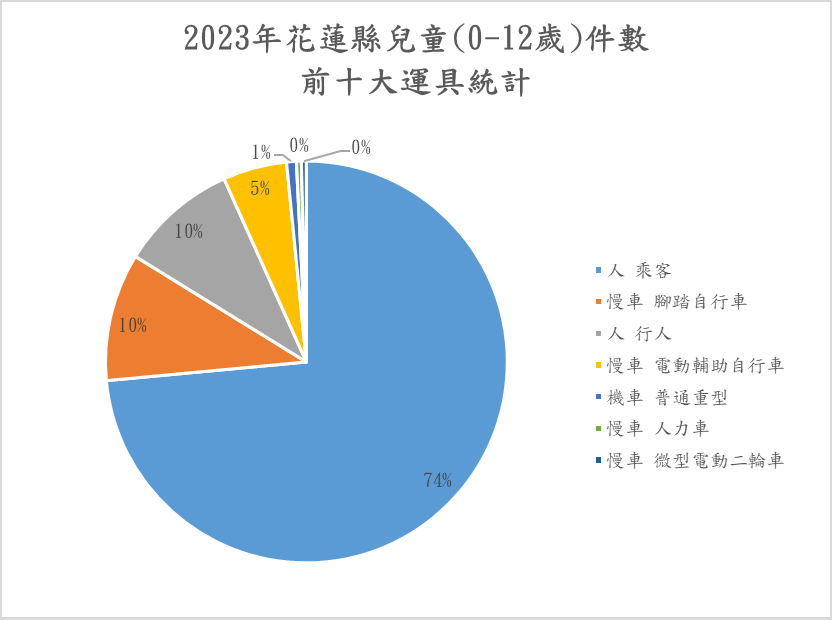 2023年花蓮縣兒童(0-12歲)件數
前十大運具統計
1%
0%
0%
5%
10%
10%
74%
人 乘客
慢車 腳踏自行車
人 行人
慢車 電動輔助自行車
機車 普通重型
慢車 人力車
慢車 微型電動二輪車